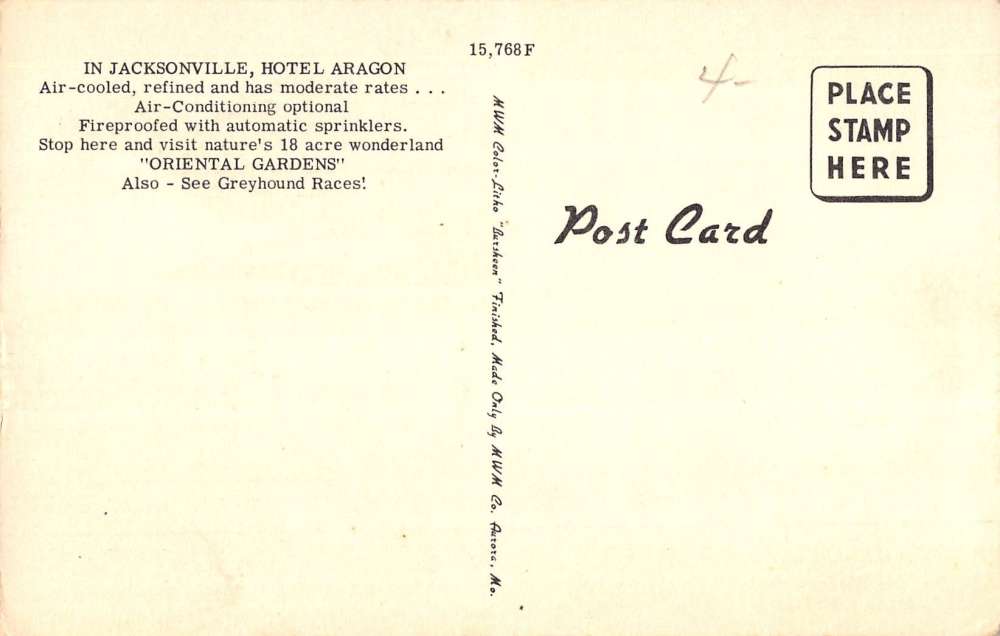 15,768F
IN JACKSONVILLE, HOTEL ARAGON
Air-cooled, refined and has moderate rates . . .
Air-Conditioning optional
Fireproofed with automatic sprinklers.
Stop here and visit nature's 18 acre wonderland
"ORIENTAL GARDENS"
Also - See Greyhound Races!
MWM Color-Litho "Bursheen" Finished, Made Only By MWM Co. Aurora, Mo.
4-
PLACE
STAMP
HERE
Post Card